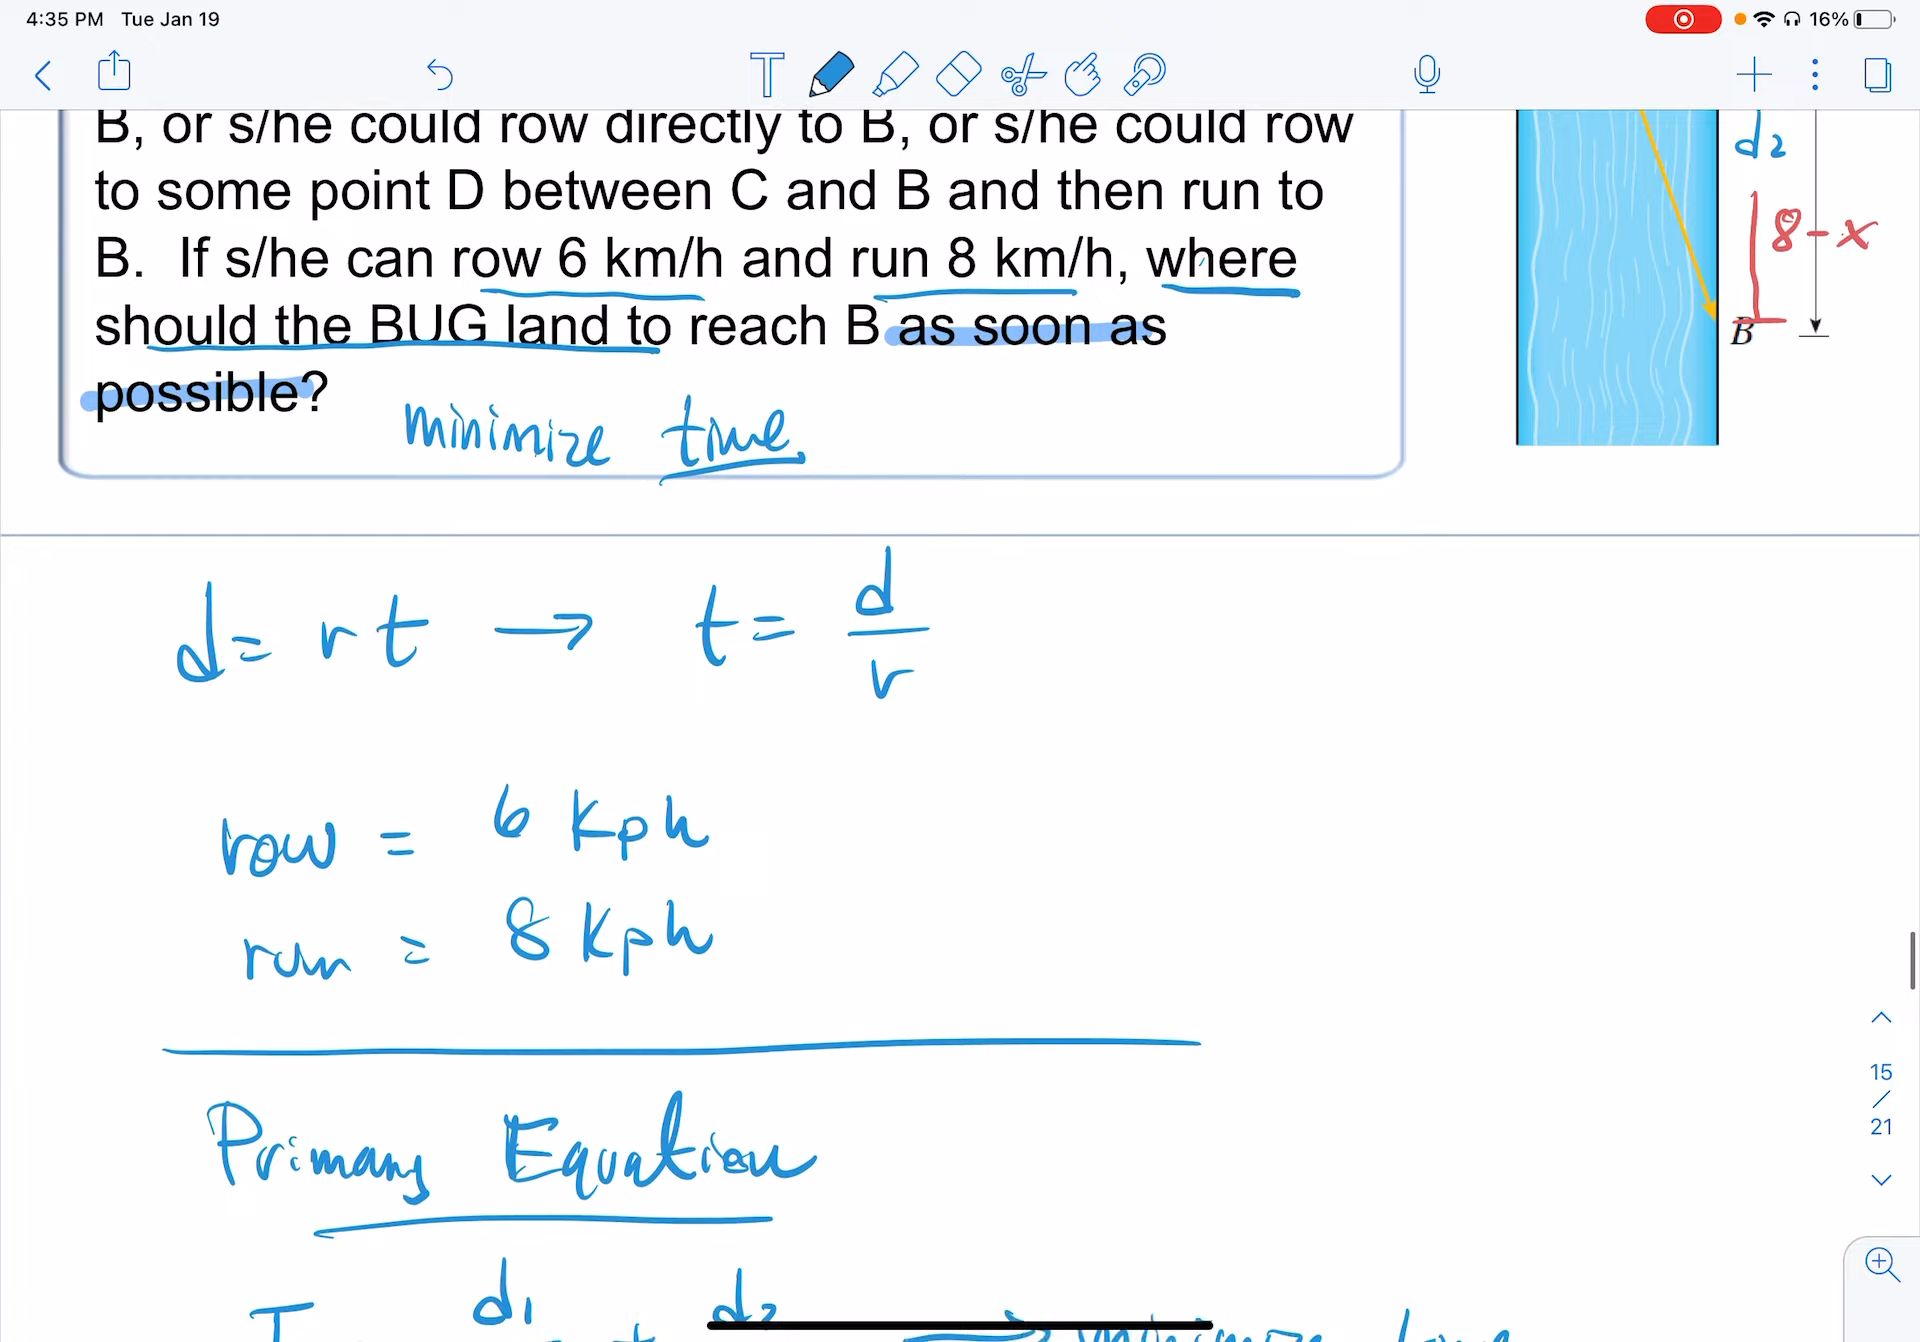 4:35 PM Tue Jan 19
16%
T
B, or s/he could row directly to B, or s/he could row
to some point D between C and B and then run to
B. If s/he can row 6 km/h and run 8 km/h, where
should the BUG land to reach B as soon as
possible?
minimize time
d2
8-x
B
d = rt → t = d/r
row = 6 Kph
run = 8 Kph
Primary Equation
d1 d2
15
/
21